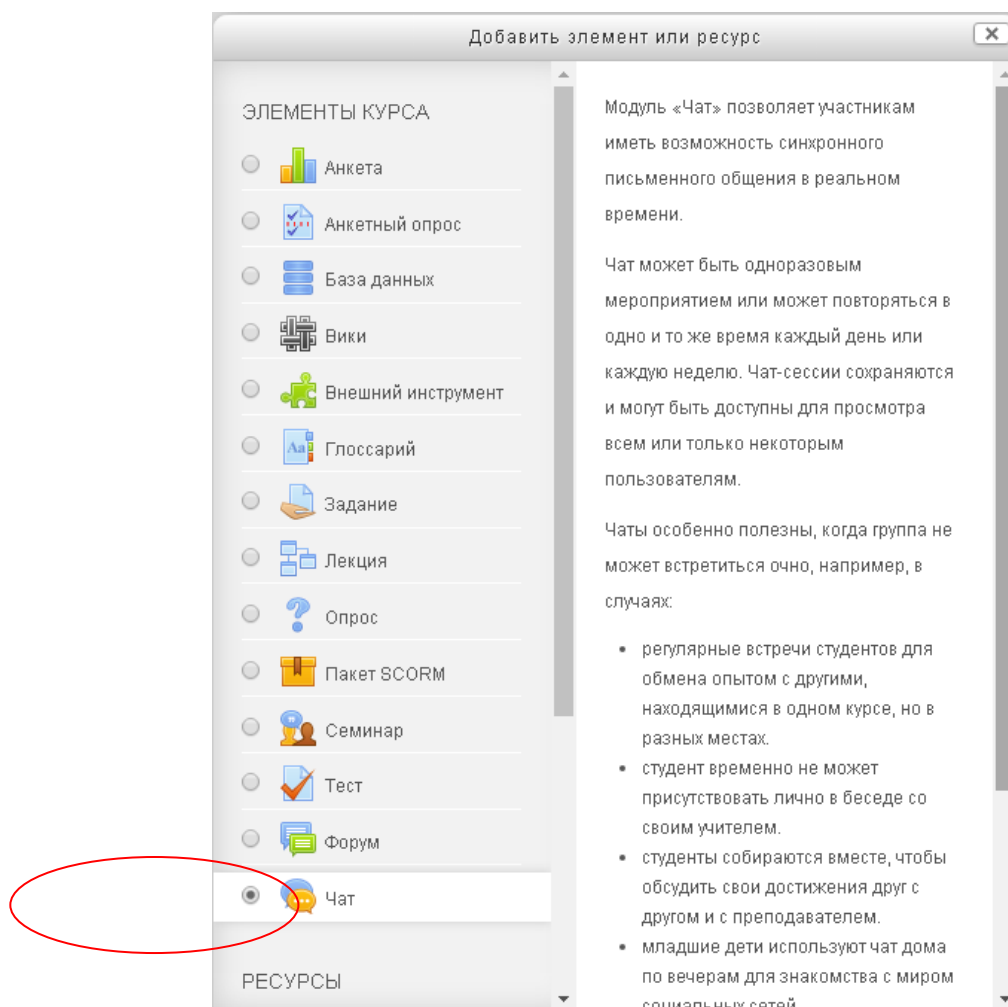 Добавить элемент или ресурс
ЭЛЕМЕНТЫ КУРСА
Анкета
Анкетный опрос
База данных
Вики
Внешний инструмент
Глоссарий
Задание
Лекция
Опрос
Пакет SCORM
Семинар
Тест
Форум
Чат
РЕСУРСЫ
Модуль «Чат» позволяет участникам
иметь возможность синхронного
письменного общения в реальном
времени.
Чат может быть одноразовым
мероприятием или может повторяться в
одно и то же время каждый день или
каждую неделю. Чат-сессии сохраняются
и могут быть доступны для просмотра
всем или только некоторым
пользователям.
Чаты особенно полезны, когда группа не
может встретиться очно, например, в
случаях:
• регулярные встречи студентов для
обмена опытом с другими,
находящимися в одном курсе, но в
разных местах.
• студент временно не может
присутствовать лично в беседе со
своим учителем.
• студенты собираются вместе, чтобы
обсудить свои достижения друг с
другом и с преподавателем.
• младшие дети используют чат дома
по вечерам для знакомства с миром
социальных сетей